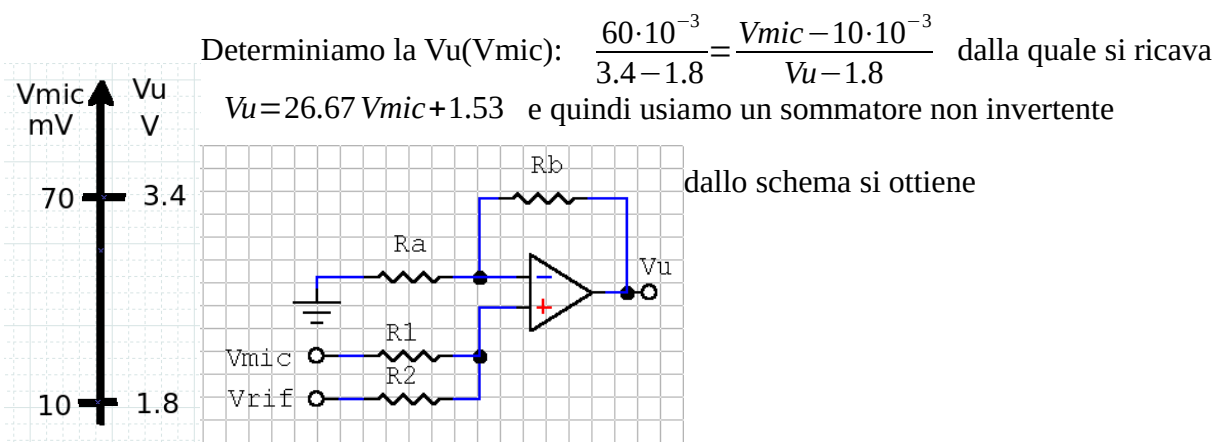 Determiniamo la Vu(Vmic): 60·10⁻³/3.4−1.8 = Vmic−10·10⁻³/Vu−1.8 dalla quale si ricava
Vu=26.67 Vmic+1.53 e quindi usiamo un sommatore non invertente
dallo schema si ottiene
Vmic Vu
mV V
70 3.4
10 1.8
Rb
Ra
Vu
−
+
R1
Vmic
R2
Vrif